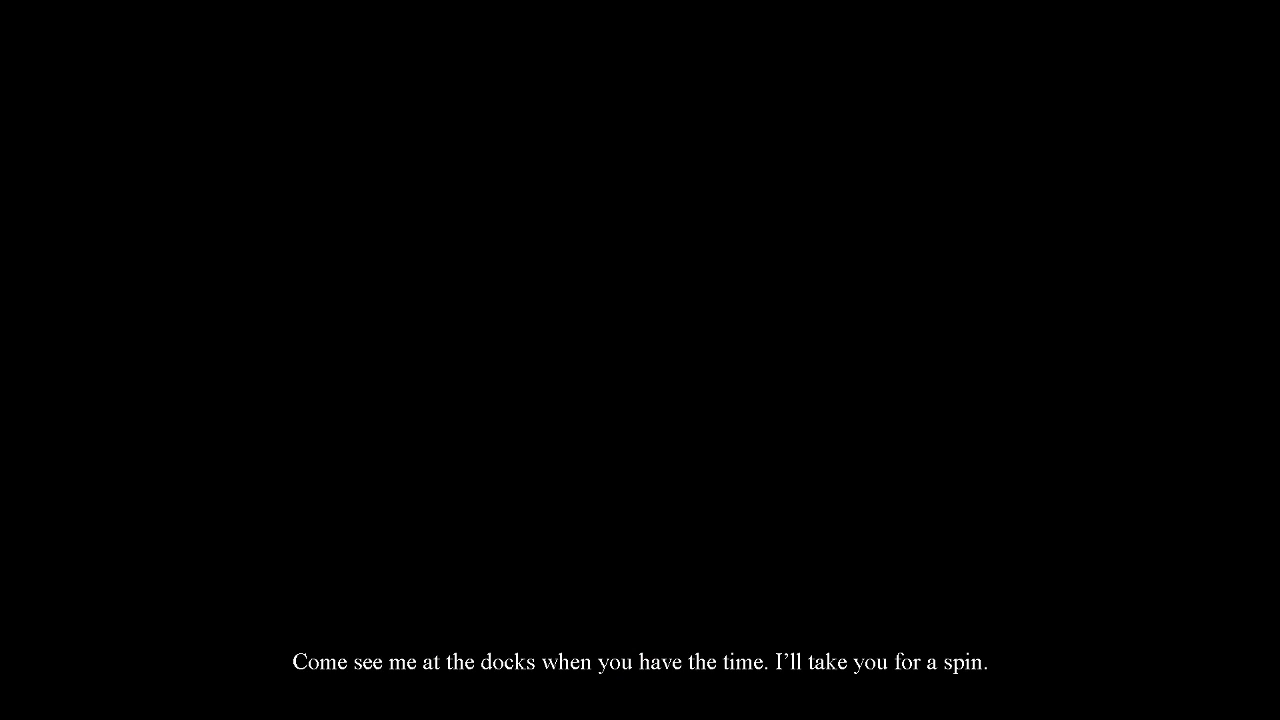 Come see me at the docks when you have the time. I’ll take you for a spin.